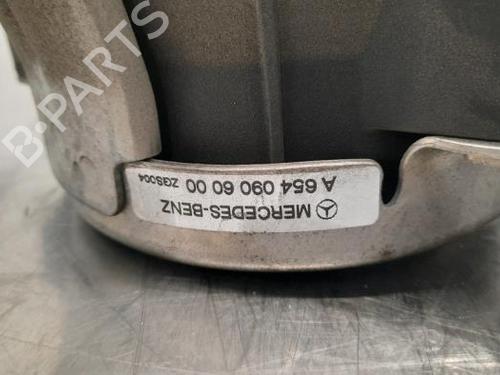 MERCEDES-BENZ
A 654 090 60 00 ZGS004
B-PARTS